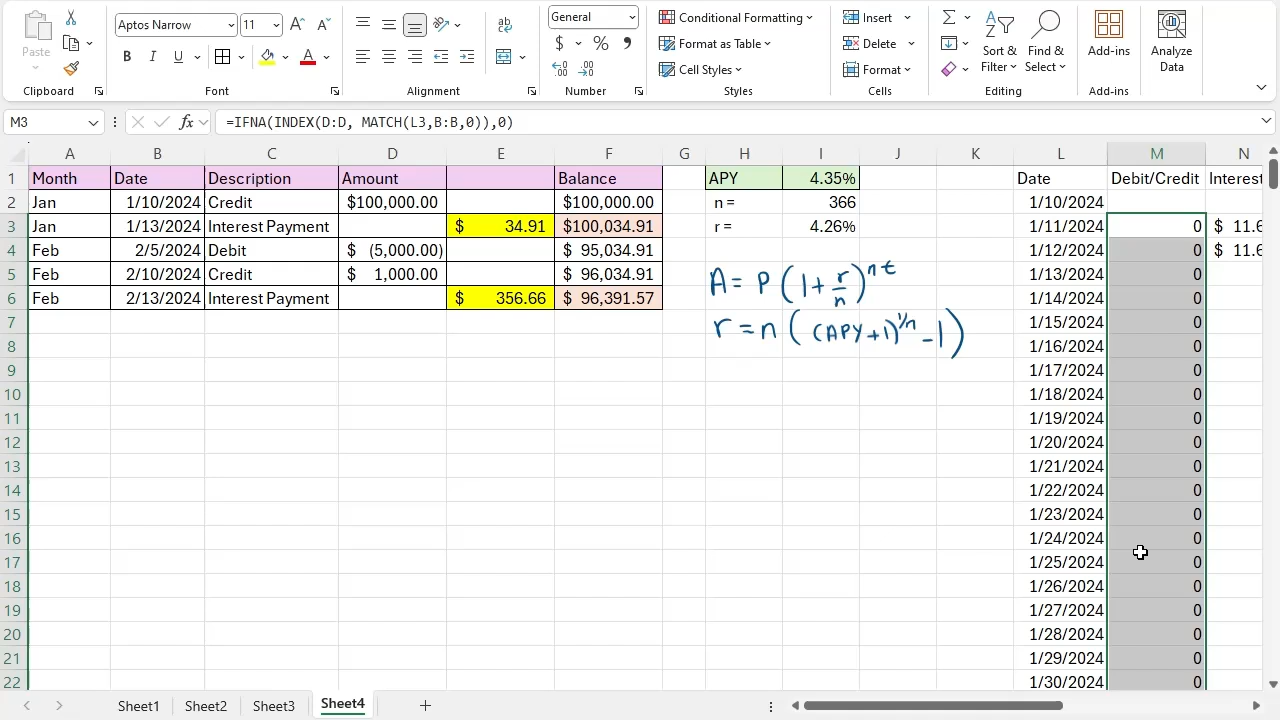 Paste
Clipboard
Aptos Narrow
11
A^
A˅
B
I
U
A
Font
ab
Alignment
General
$
%
,
.00
.00
Number
Conditional Formatting
Format as Table
Cell Styles
Styles
Insert
Delete
Format
Cells
Σ
Sort &
Filter
Find &
Select
Editing
Add-ins
Add-ins
Analyze
Data
M3
fx
=IFNA(INDEX(D:D, MATCH(L3,B:B,0)),0)
A B C D E F G H I J K L M N
1 Month Date Description Amount Balance APY 4.35% Date Debit/Credit Interest
2 Jan 1/10/2024 Credit $100,000.00 $100,000.00 n = 366 1/10/2024
3 Jan 1/13/2024 Interest Payment $ 34.91 $100,034.91 r = 4.26% 1/11/2024 0 $ 11.6
4 Feb 2/5/2024 Debit $ (5,000.00) $ 95,034.91 1/12/2024 0 $ 11.6
5 Feb 2/10/2024 Credit $ 1,000.00 $ 96,034.91 1/13/2024 0
6 Feb 2/13/2024 Interest Payment $ 356.66 $ 96,391.57 1/14/2024 0
A = P (1 + r/n)^nt
r = n ((APY+1)^1/n - 1)
7 1/15/2024 0
8 1/16/2024 0
9 1/17/2024 0
10 1/18/2024 0
11 1/19/2024 0
12 1/20/2024 0
13 1/21/2024 0
14 1/22/2024 0
15 1/23/2024 0
16 1/24/2024 0
17 1/25/2024 0
18 1/26/2024 0
19 1/27/2024 0
20 1/28/2024 0
21 1/29/2024 0
22 1/30/2024 0
Sheet1 Sheet2 Sheet3 Sheet4